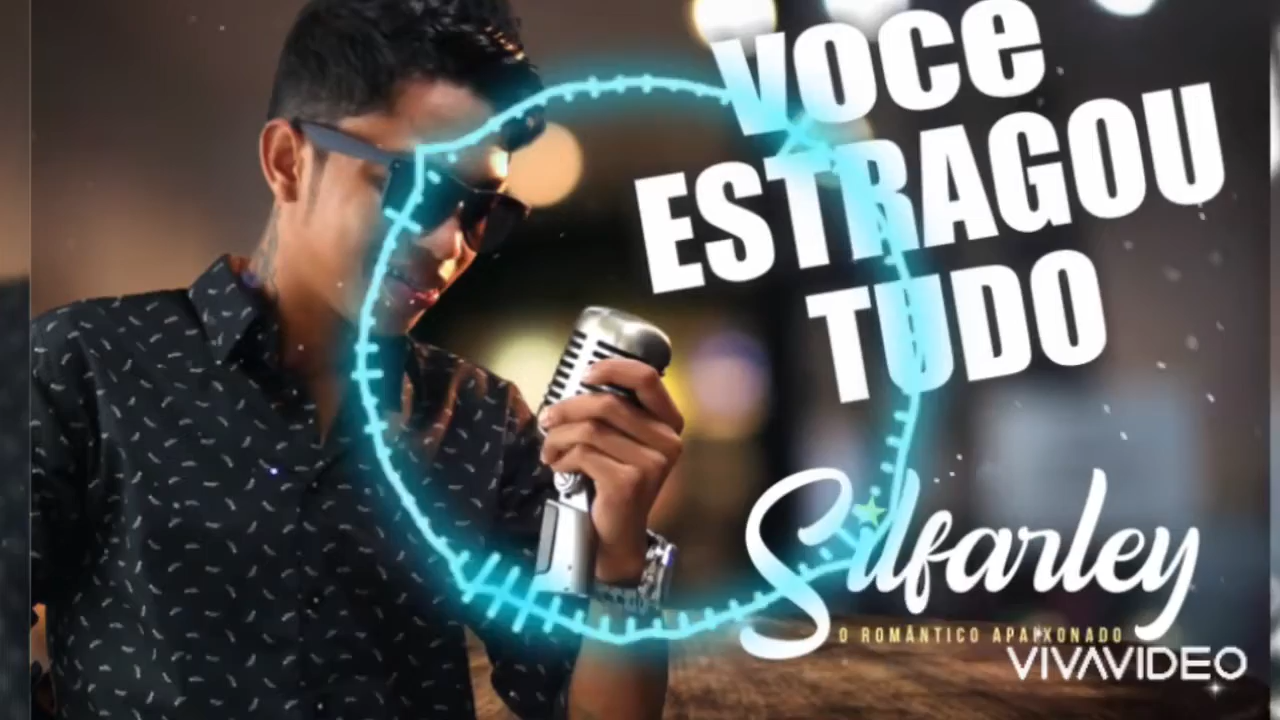 VOCE
ESTRAGOU
TUDO
Silfarley
O ROMÂNTICO APAIXONADO
VIVAVIDEO